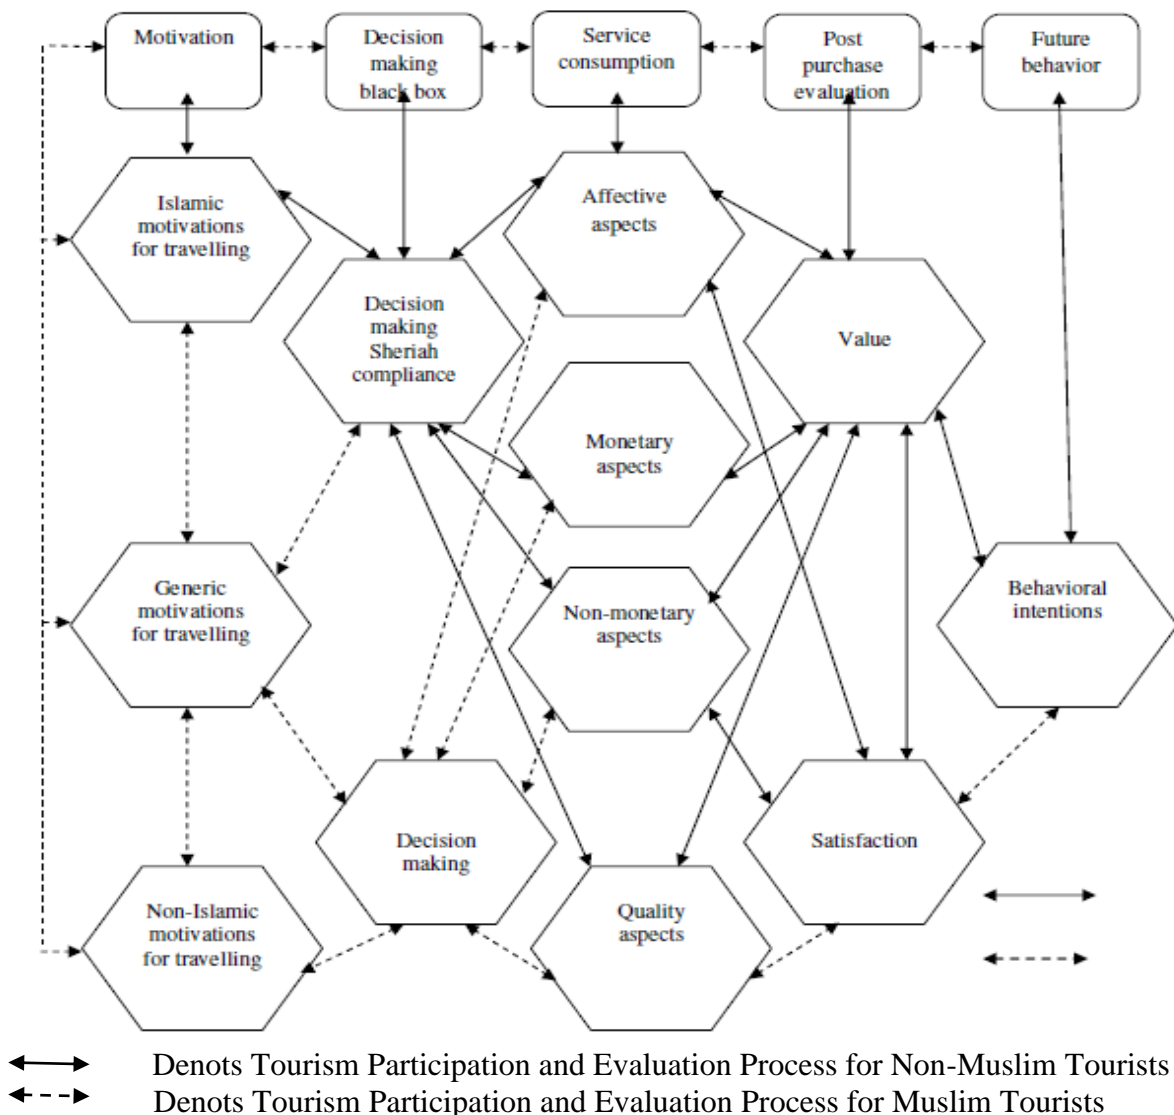 Motivation
Decision
making
black box
Service
consumption
Post
purchase
evaluation
Future
behavior
Islamic
motivations
for travelling
Affective
aspects
Decision
making
Sheriah
compliance
Value
Monetary
aspects
Generic
motivations
for travelling
Non-monetary
aspects
Behavioral
intentions
Decision
making
Satisfaction
Non-Islamic
motivations
for travelling
Quality
aspects
Denots Tourism Participation and Evaluation Process for Non-Muslim Tourists
Denots Tourism Participation and Evaluation Process for Muslim Tourists